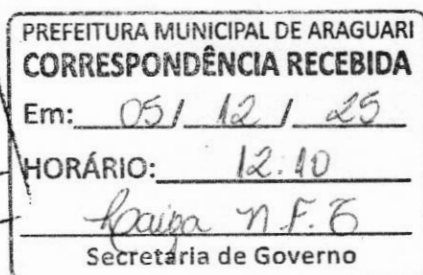 PREFEITURA MUNICIPAL DE ARAGUARI
CORRESPONDÊNCIA RECEBIDA
Em: 05/ 12 / 25
HORÁRIO: 12:10
N.F.
Secretaria de Governo